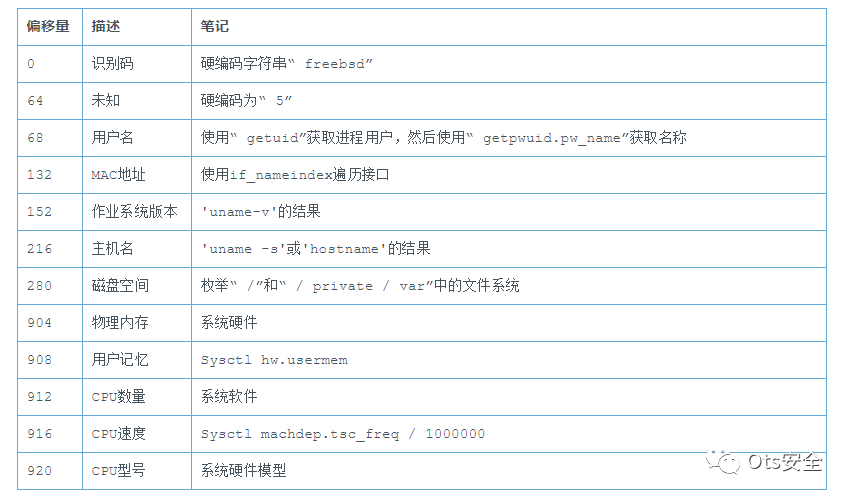 偏移量 描述 笔记
0 识别码 硬编码字符串“ freebsd”
64 未知 硬编码为“ 5”
68 用户名 使用“ getuid”获取进程用户，然后使用“ getpwuid.pw_name”获取名称
132 MAC地址 使用if_nameindex遍历接口
152 作业系统版本 'uname-v'的结果
216 主机名 'uname -s'或'hostname'的结果
280 磁盘空间 枚举“ /”和“ / private / var”中的文件系统
904 物理内存 系统硬件
908 用户记忆 Sysctl hw.usermem
912 CPU数量 系统软件
916 CPU速度 Sysctl machdep.tsc_freq / 1000000
920 CPU型号 系统硬件模型
Ots安全